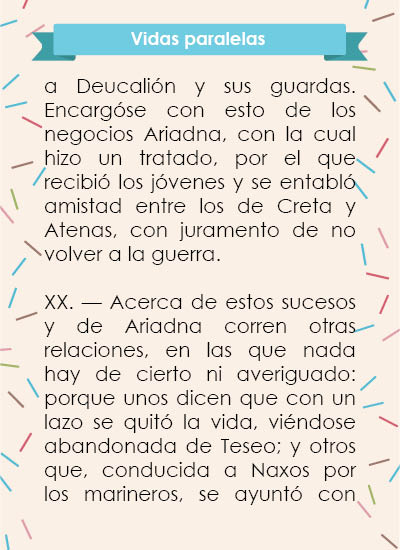 Vidas paralelas
a Deucalión y sus guardas.
Encargóse con esto de los
negocios Ariadna, con la cual
hizo un tratado, por el que
recibió los jóvenes y se entabló
amistad entre los de Creta y
Atenas, con juramento de no
volver a la guerra.
XX. — Acerca de estos sucesos
y de Ariadna corren otras
relaciones, en las que nada
hay de cierto ni averiguado:
porque unos dicen que con un
lazo se quitó la vida, viéndose
abandonada de Teseo; y otros
que, conducida a Naxos por
los marineros, se ayuntó con